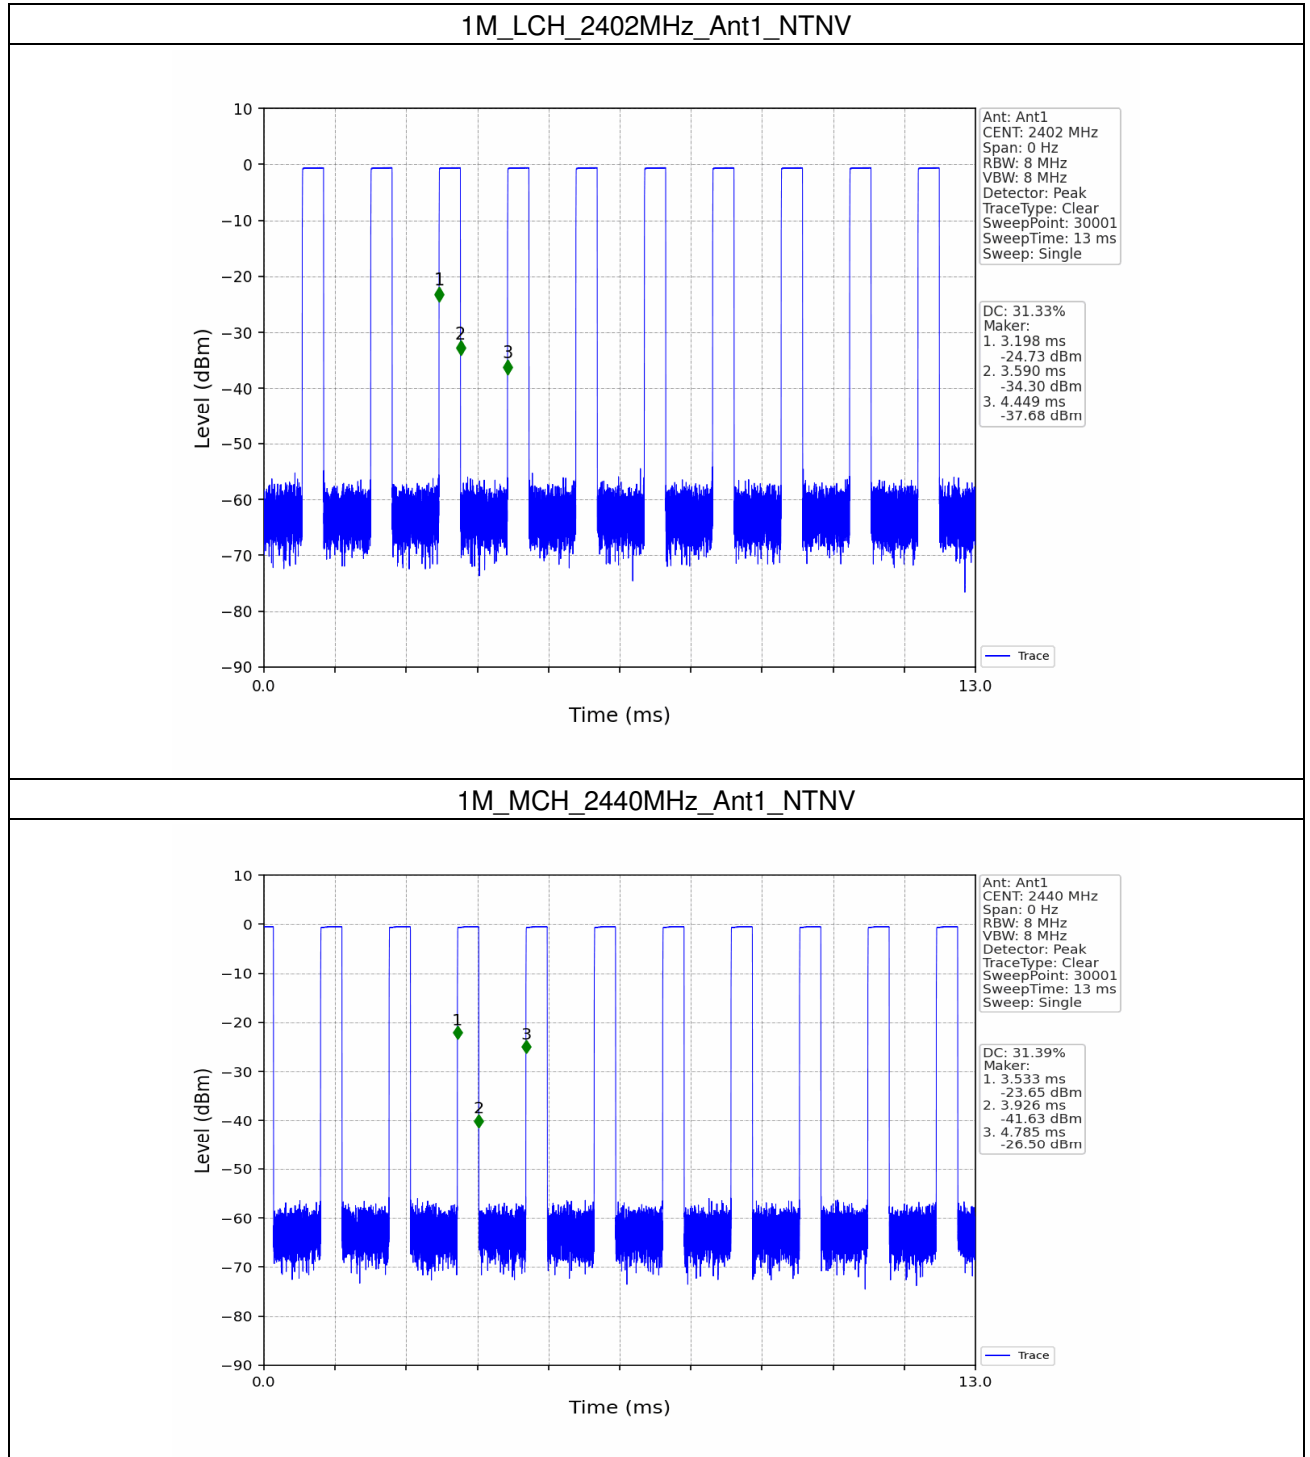 1M_LCH_2402MHz_Ant1_NTNV
10
0
−10
−20
−30
−40
−50
−60
−70
−80
−90
Level (dBm)
0.0
13.0
Time (ms)
1
2
3
Ant: Ant1
CENT: 2402 MHz
Span: 0 Hz
RBW: 8 MHz
VBW: 8 MHz
Detector: Peak
TraceType: Clear
SweepPoint: 30001
SweepTime: 13 ms
Sweep: Single
DC: 31.33%
Maker:
1. 3.198 ms
-24.73 dBm
2. 3.590 ms
-34.30 dBm
3. 4.449 ms
-37.68 dBm
Trace
1M_MCH_2440MHz_Ant1_NTNV
10
0
−10
−20
−30
−40
−50
−60
−70
−80
−90
Level (dBm)
0.0
13.0
Time (ms)
1
2
3
Ant: Ant1
CENT: 2440 MHz
Span: 0 Hz
RBW: 8 MHz
VBW: 8 MHz
Detector: Peak
TraceType: Clear
SweepPoint: 30001
SweepTime: 13 ms
Sweep: Single
DC: 31.39%
Maker:
1. 3.533 ms
-23.65 dBm
2. 3.926 ms
-41.63 dBm
3. 4.785 ms
-26.50 dBm
Trace